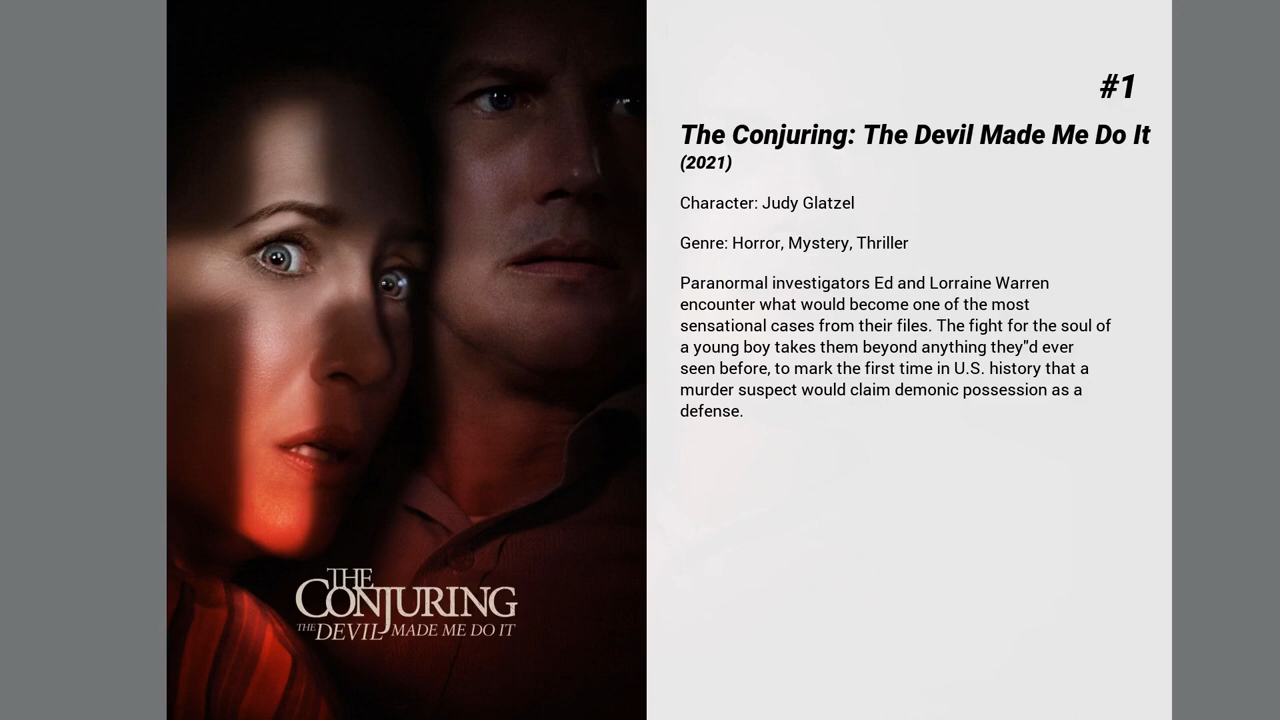 #1
The Conjuring: The Devil Made Me Do It
(2021)
Character: Judy Glatzel
Genre: Horror, Mystery, Thriller
Paranormal investigators Ed and Lorraine Warren
encounter what would become one of the most
sensational cases from their files. The fight for the soul of
a young boy takes them beyond anything they"d ever
seen before, to mark the first time in U.S. history that a
murder suspect would claim demonic possession as a
defense.
THE
CONJURING
THE DEVIL MADE ME DO IT